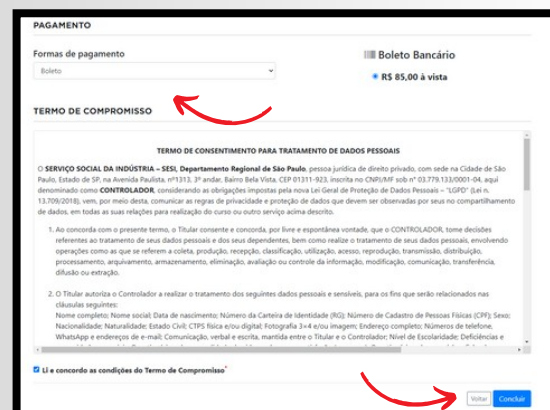 PAGAMENTO
Formas de pagamento
Boleto
Boleto Bancário
R$ 85,00 à vista
TERMO DE COMPROMISSO
TERMO DE CONSENTIMENTO PARA TRATAMENTO DE DADOS PESSOAIS
O SERVIÇO SOCIAL DA INDÚSTRIA – SESI, Departamento Regional de São Paulo, pessoa jurídica de direito privado, com sede na Cidade de São
Paulo, Estado de SP, na Avenida Paulista, nº1313, 3º andar, Bairro Bela Vista, CEP 01311-923, inscrita no CNPJ/MF sob n° 03.779.133/0001-04, aqui
denominado como CONTROLADOR, considerando as obrigações impostas pela nova Lei Geral de Proteção de Dados Pessoais – "LGPD" (Lei n.
13.709/2018), vem, por meio desta, comunicar as regras de privacidade e proteção de dados que devem ser observadas por seus no compartilhamento
de dados, em todas as suas relações para realização do curso ou outro serviço acima descrito.
1. Ao concorda com o presente termo, o Titular consente e concorda, por livre e espontânea vontade, que o CONTROLADOR, tome decisões
referentes ao tratamento de seus dados pessoais e dos seus dependentes, bem como realize o tratamento de seus dados pessoais, envolvendo
operações como as que se referem a coleta, produção, recepção, classificação, utilização, acesso, reprodução, transmissão, distribuição,
processamento, arquivamento, armazenamento, eliminação, avaliação ou controle da informação, modificação, comunicação, transferência,
difusão ou extração.
2. O Titular autoriza o Controlador a realizar o tratamento dos seguintes dados pessoais e sensíveis, para os fins que serão relacionados nas
cláusulas seguintes:
Nome completo; Nome social; Data de nascimento; Número da Carteira de Identidade (RG); Número de Cadastro de Pessoas Físicas (CPF); Sexo;
Nacionalidade; Naturalidade; Estado Civil; CTPS física e/ou digital; Fotografia 3×4 e/ou imagem; Endereço completo; Números de telefone,
WhatsApp e endereços de e-mail; Comunicação, verbal e escrita, mantida entre o Titular e o Controlador; Nível de Escolaridade; Deficiências e
Li e concordo as condições do Termo de Compromisso*
Voltar
Concluir